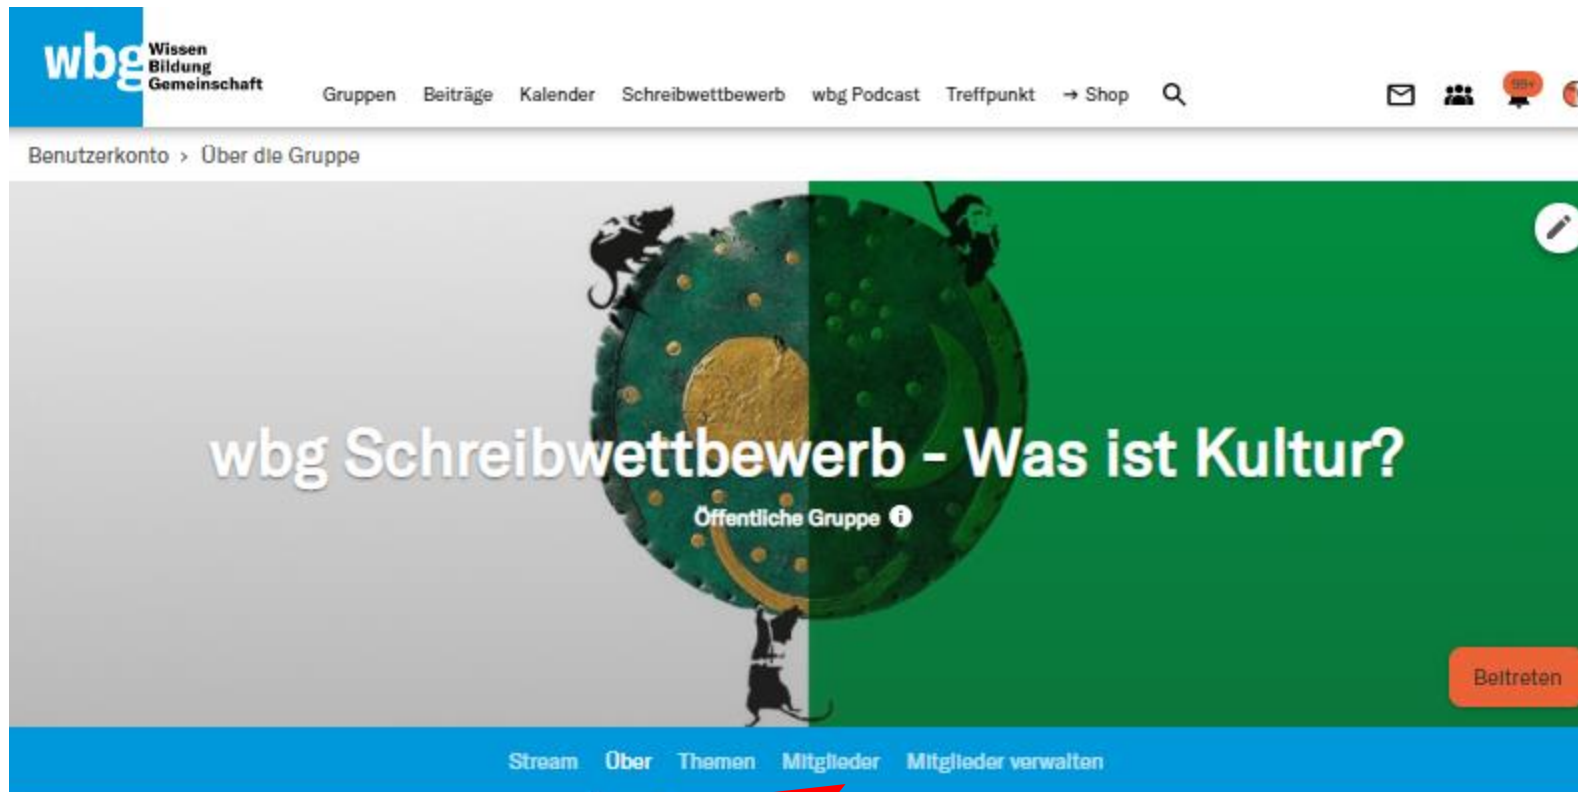 wbg Wissen
Bildung
Gemeinschaft
Gruppen Beiträge Kalender Schreibwettbewerb wbg Podcast Treffpunkt → Shop
99+
Benutzerkonto > Über die Gruppe
wbg Schreibwettbewerb - Was ist Kultur?
Öffentliche Gruppe i
Beitreten
Stream Über Themen Mitglieder Mitglieder verwalten